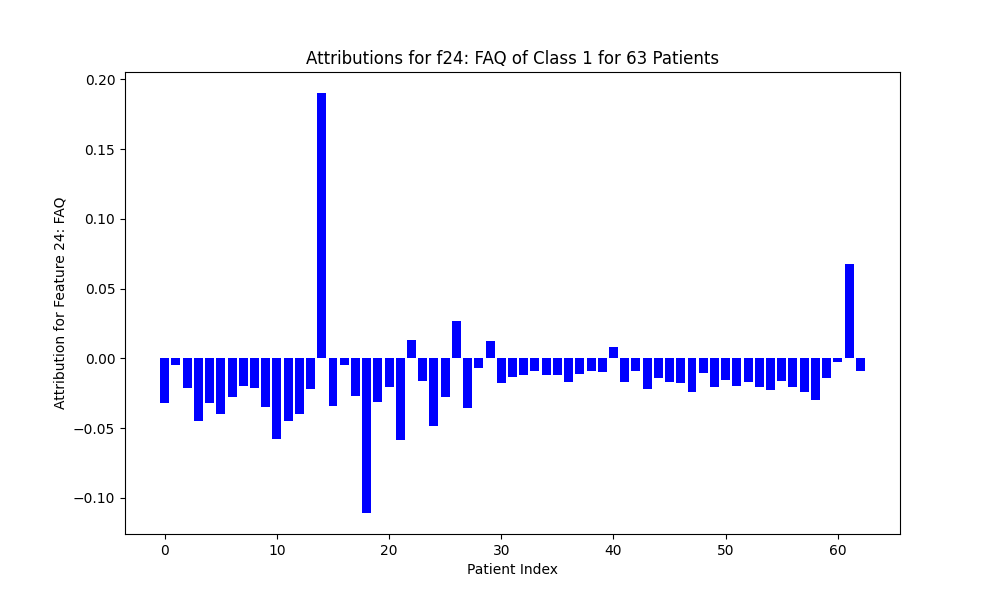 Attributions for f24: FAQ of Class 1 for 63 Patients
Attribution for Feature 24: FAQ
0.20
0.15
0.10
0.05
0.00
−0.05
−0.10
0 10 20 30 40 50 60
Patient Index